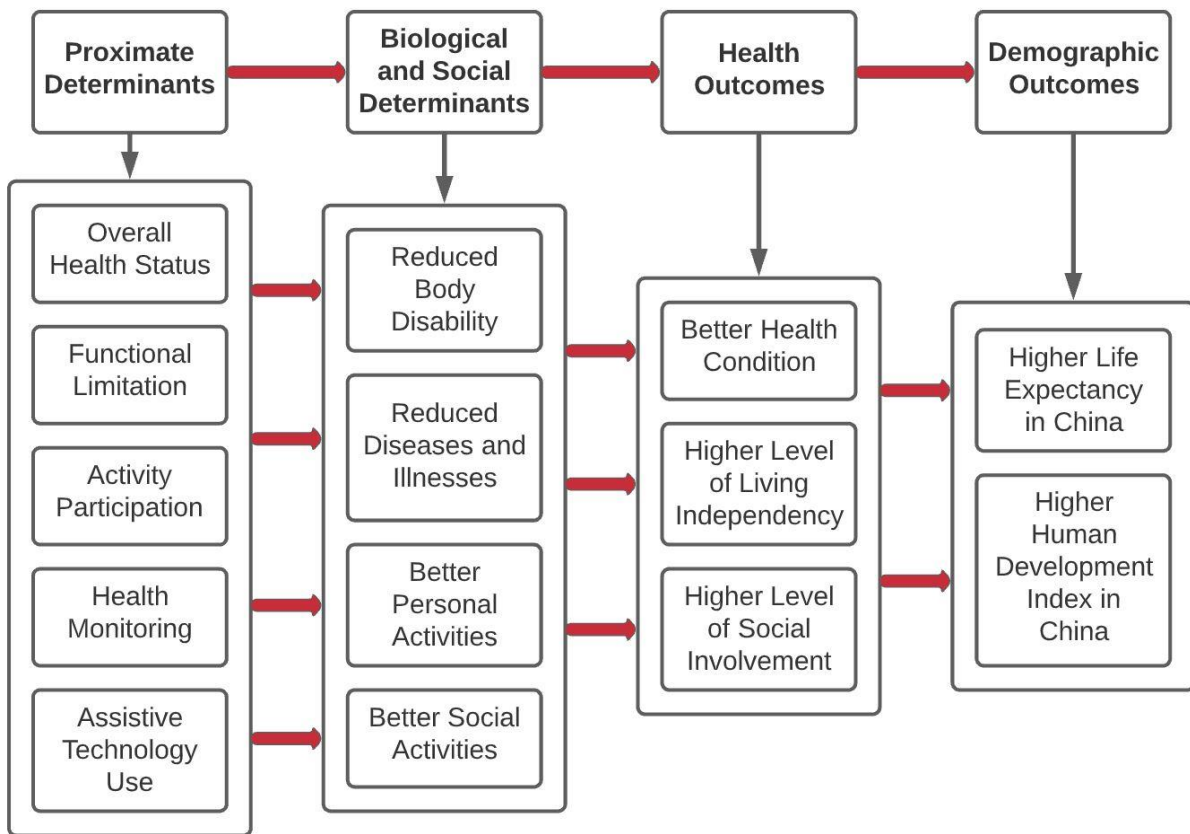 Proximate
Determinants
Biological
and Social
Determinants
Health
Outcomes
Demographic
Outcomes
Overall
Health Status
Functional
Limitation
Activity
Participation
Health
Monitoring
Assistive
Technology
Use
Reduced
Body
Disability
Reduced
Diseases and
Illnesses
Better
Personal
Activities
Better Social
Activities
Better Health
Condition
Higher Level
of Living
Independency
Higher Level
of Social
Involvement
Higher Life
Expectancy
in China
Higher
Human
Development
Index in
China